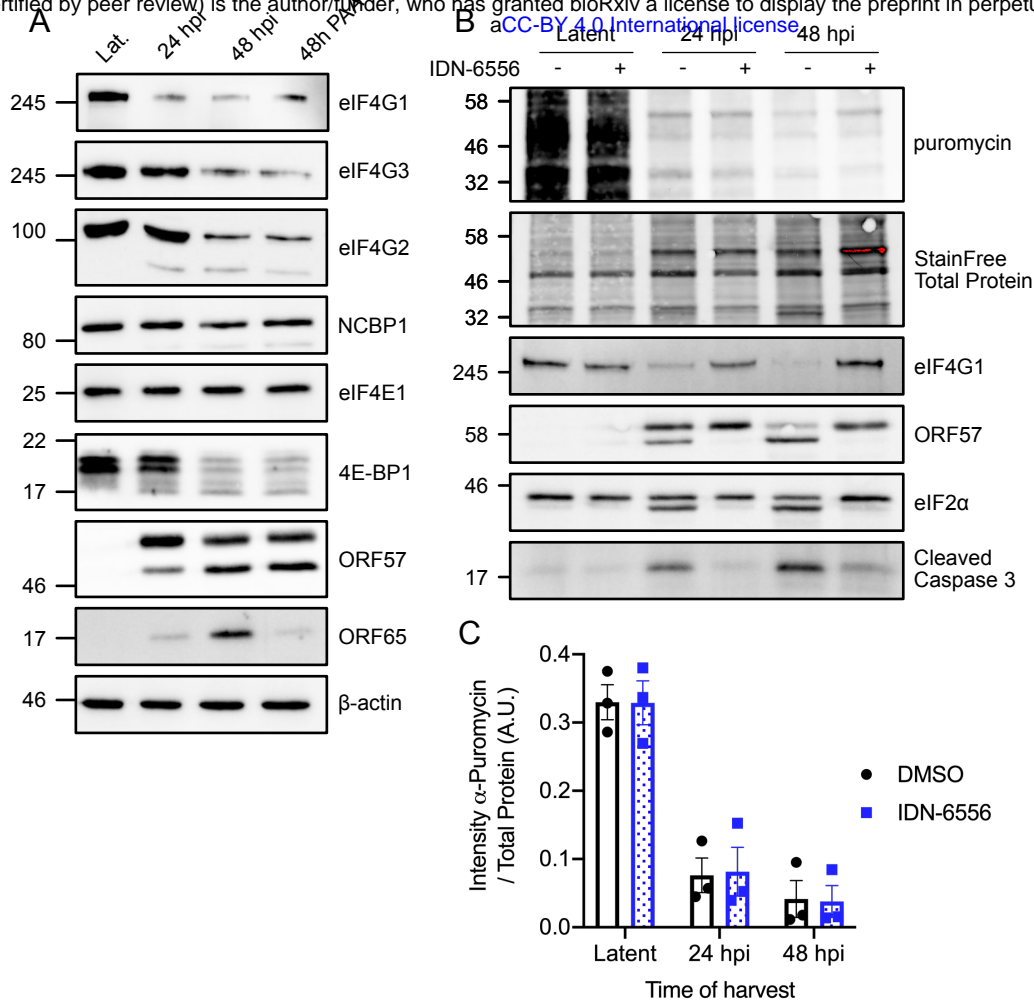 ertified by peer review) is the author/funder, who has granted bioRxiv a license to display the preprint in perpetu
aCC-BY 4.0 International license
A
Lat. 24 hpi 48 hpi 48h PAA
245 eIF4G1
245 eIF4G3
100 eIF4G2
80 NCBP1
25 eIF4E1
22
17 4E-BP1
46 ORF57
17 ORF65
46 β-actin
B
Latent 24 hpi 48 hpi
IDN-6556 - + - + - +
58
46 puromycin
32
58 StainFree
46 Total Protein
32
245 eIF4G1
58 ORF57
46 eIF2α
17 Cleaved
Caspase 3
C
Intensity α-Puromycin
/ Total Protein (A.U.)
0.4
0.3
0.2
0.1
0.0
Latent 24 hpi 48 hpi
Time of harvest
DMSO
IDN-6556